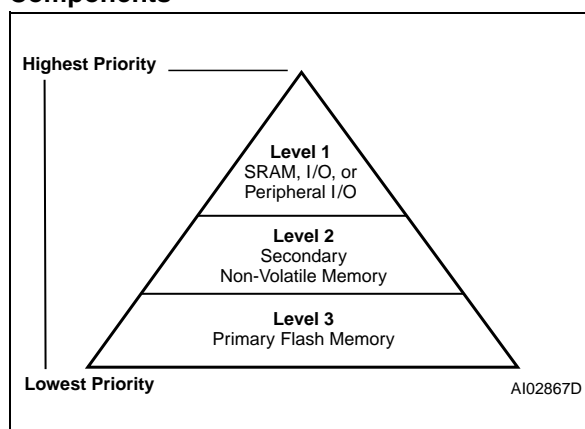 Components
Highest Priority
Level 1
SRAM, I/O, or
Peripheral I/O
Level 2
Secondary
Non-Volatile Memory
Level 3
Primary Flash Memory
Lowest Priority
AI02867D